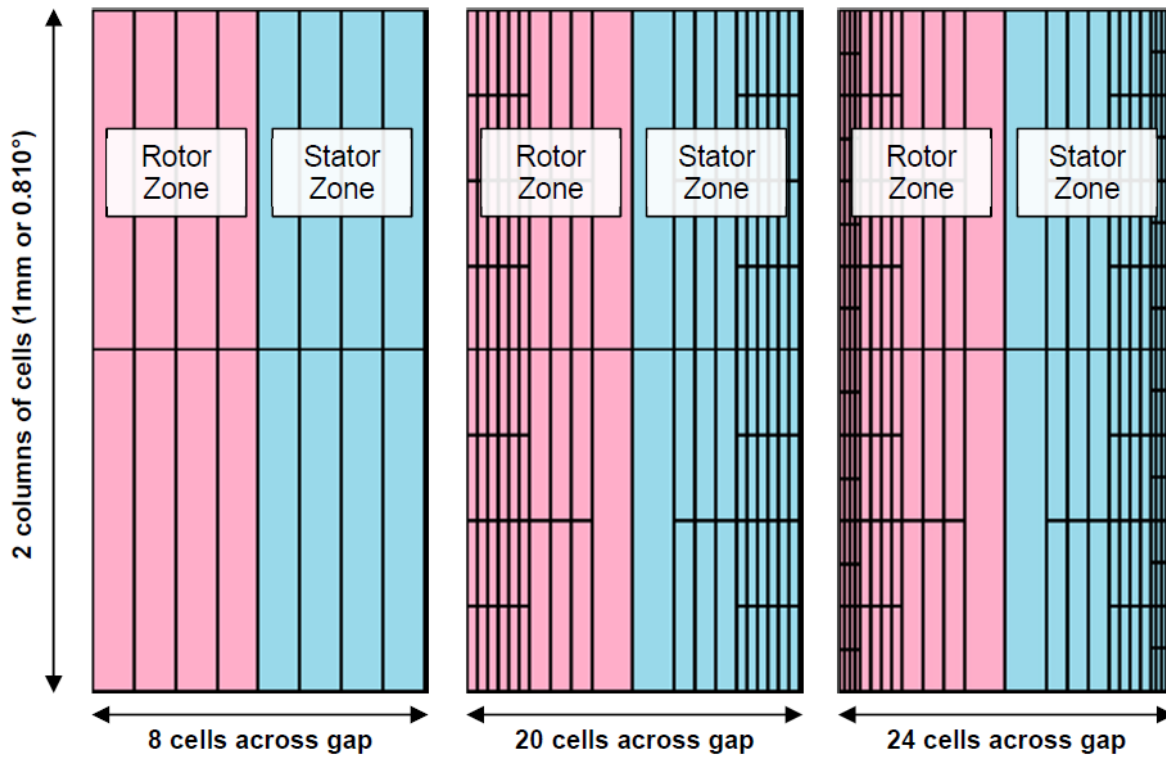 2 columns of cells (1mm or 0.810°)
Rotor
Zone
Stator
Zone
Rotor
Zone
Stator
Zone
Rotor
Zone
Stator
Zone
8 cells across gap
20 cells across gap
24 cells across gap